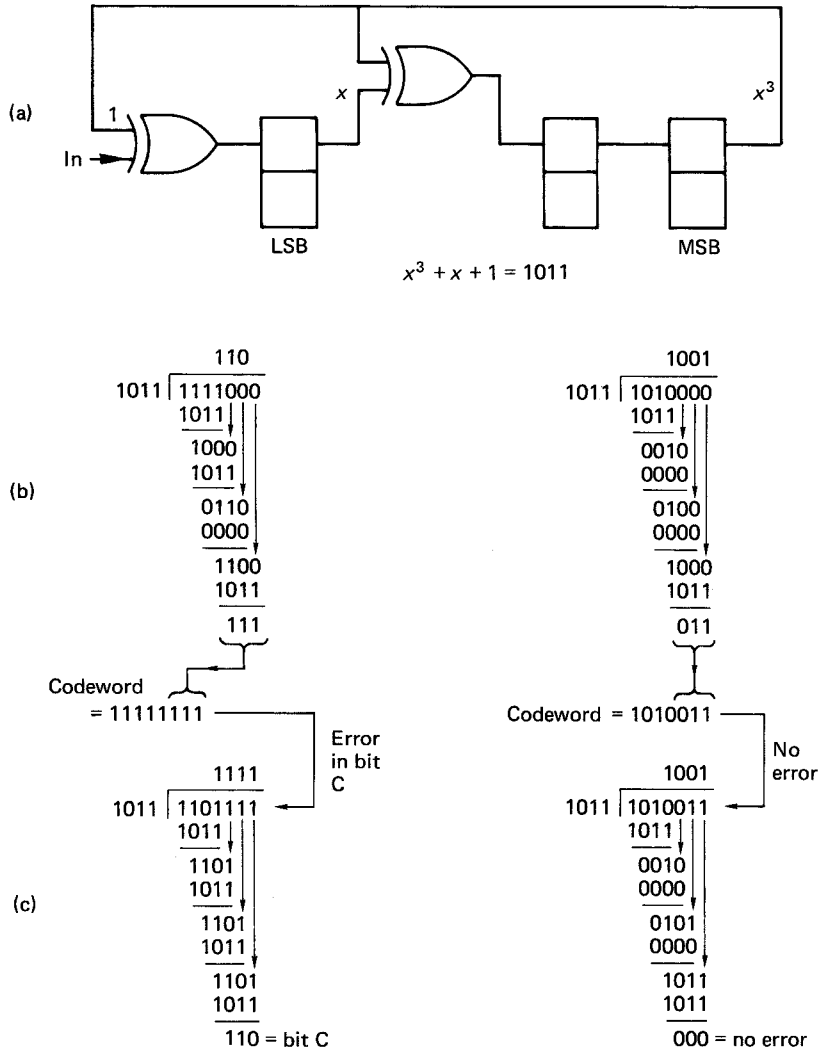 (a)
1
In
x
x³
LSB
MSB
x³ + x + 1 = 1011
(b)
110
1011 1111000
1011
1000
1011
0110
0000
1100
1011
111
Codeword
= 11111111
Error
in bit
C
1001
1011 1010000
1011
0010
0000
0100
0000
1000
1011
011
Codeword = 1010011
No
error
(c)
1111
1011 1101111
1011
1101
1011
1101
1011
1101
1011
110 = bit C
1001
1011 1010011
1011
0010
0000
0101
0000
1011
1011
000 = no error